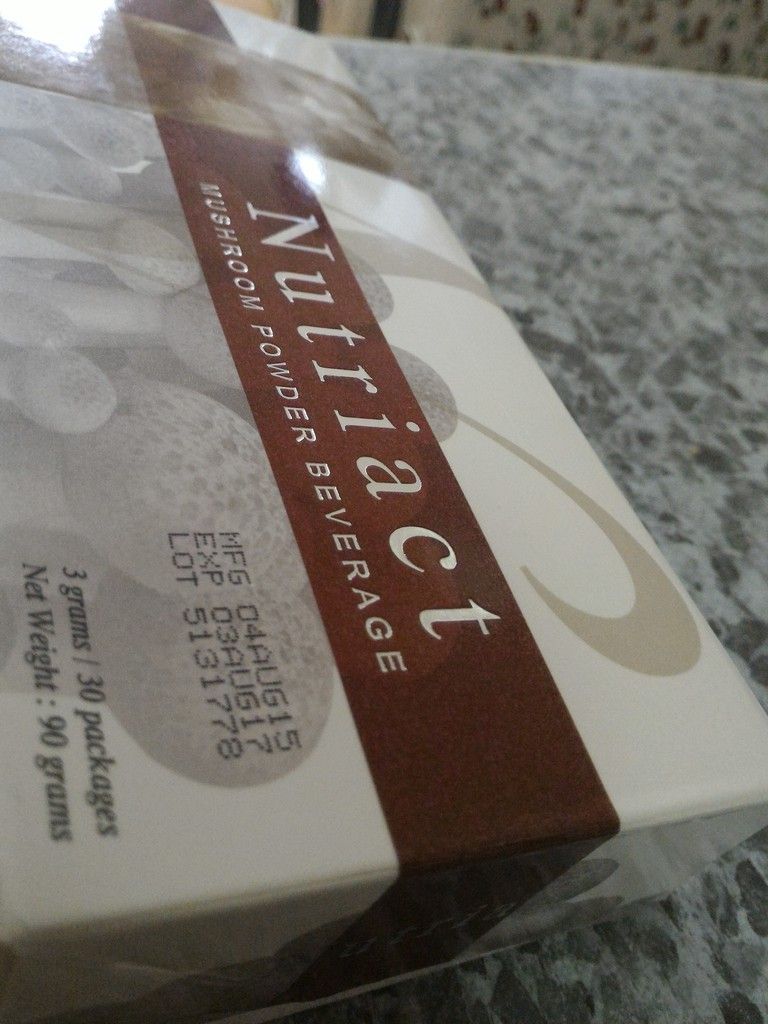 Nutriact
MUSHROOM POWDER BEVERAGE
MFG 04AUG15
EXP 03AUG17
LOT 5131778
3 grams / 30 packages
Net Weight : 90 grams